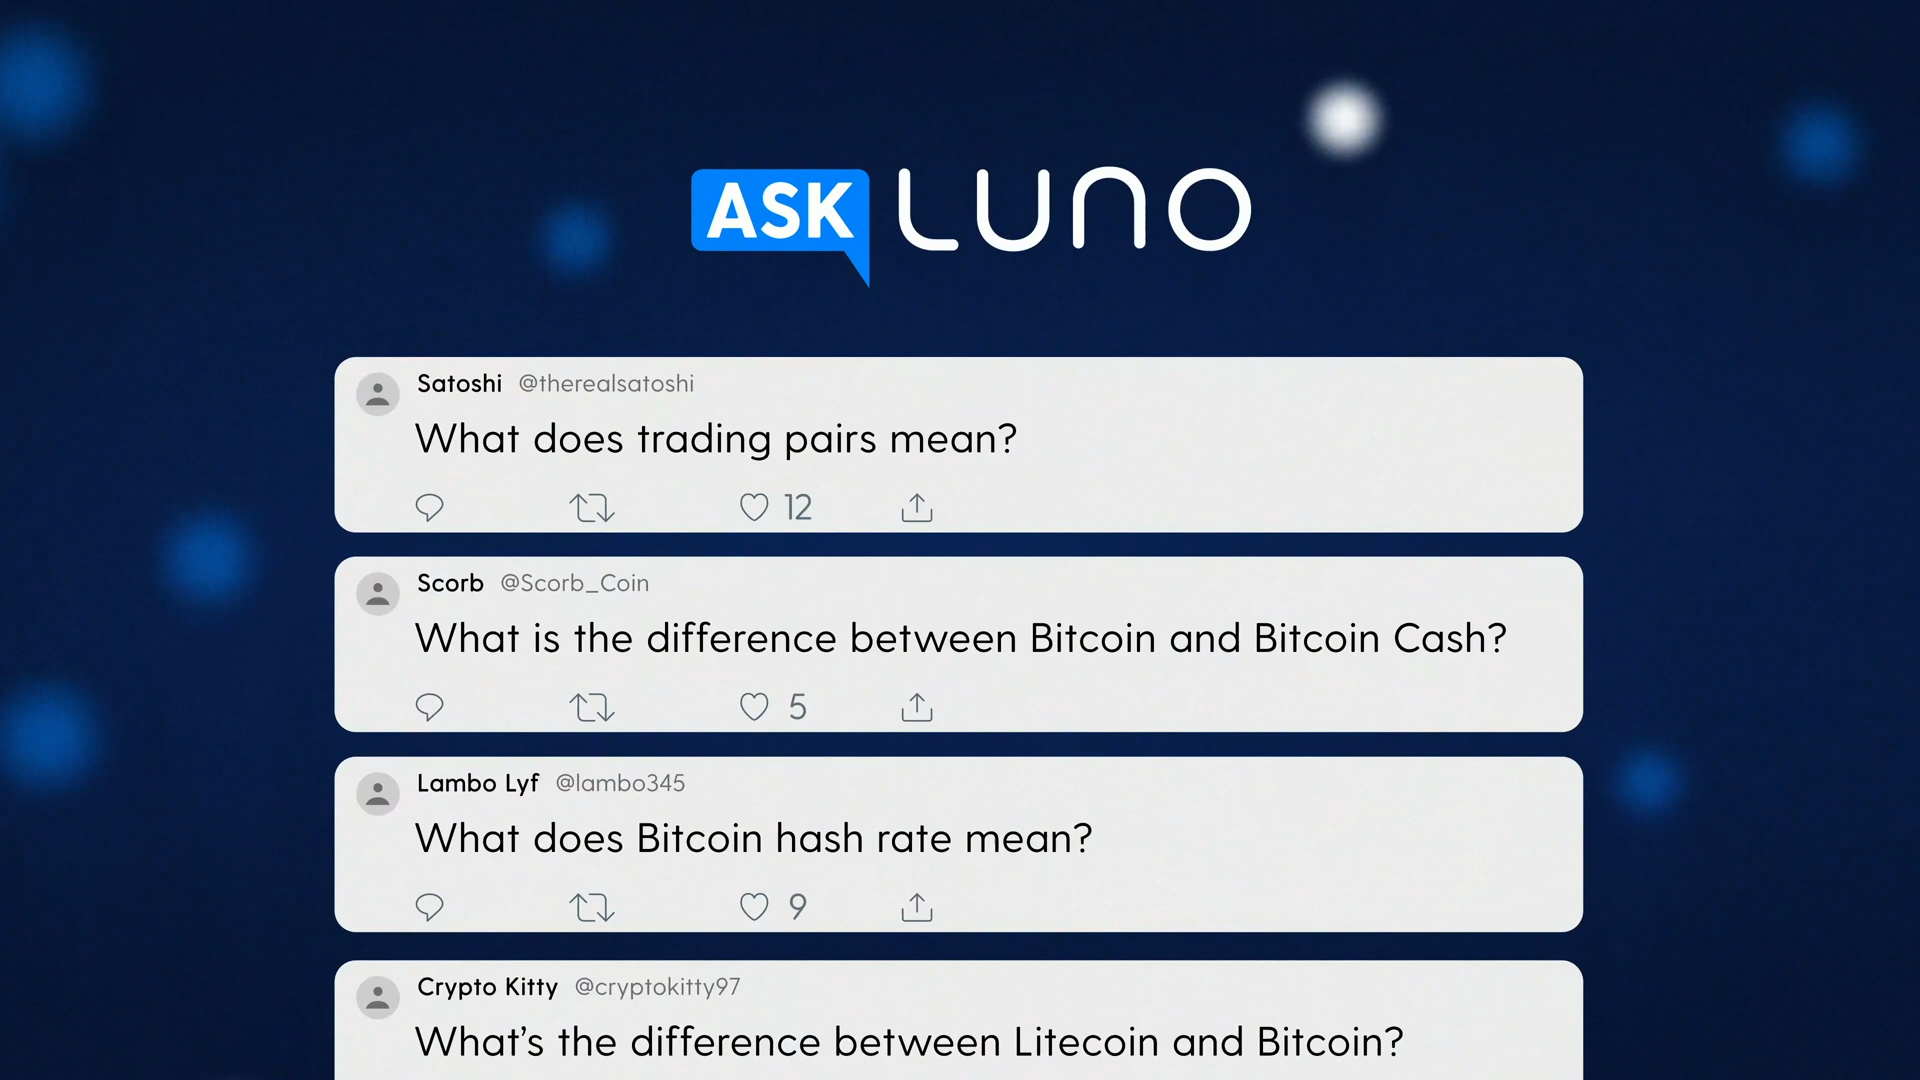 ASK LUNO
Satoshi @therealsatoshi
What does trading pairs mean?
12
Scorb @Scorb_Coin
What is the difference between Bitcoin and Bitcoin Cash?
5
Lambo Lyf @lambo345
What does Bitcoin hash rate mean?
9
Crypto Kitty @cryptokitty97
What’s the difference between Litecoin and Bitcoin?